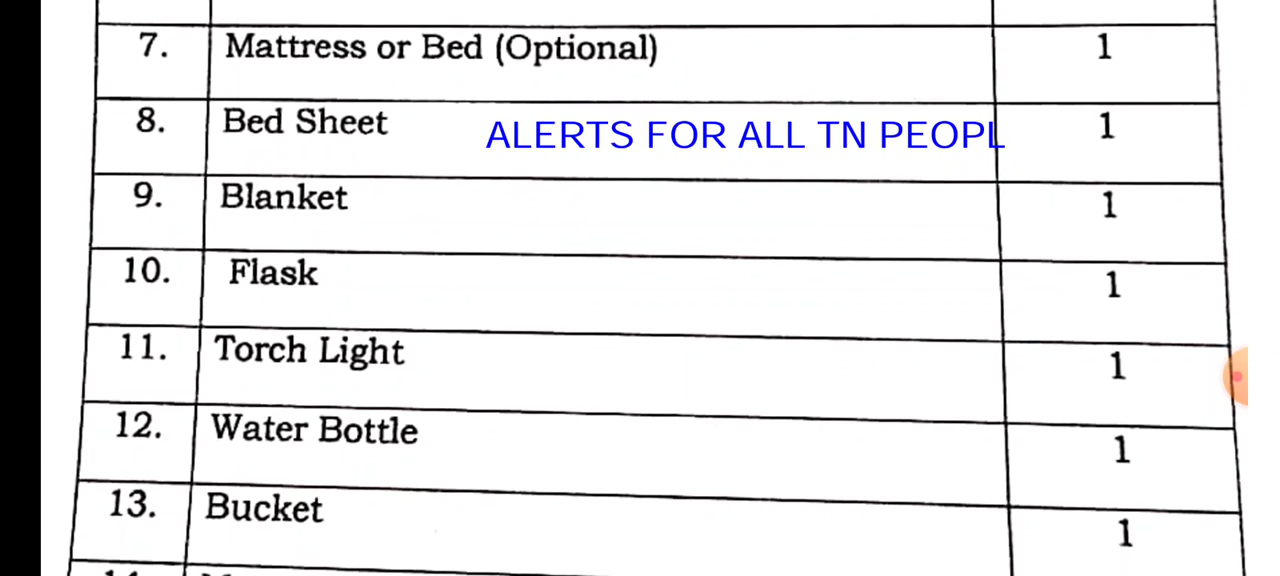 7. Mattress or Bed (Optional) 1
8. Bed Sheet 1
ALERTS FOR ALL TN PEOPL
9. Blanket 1
10. Flask 1
11. Torch Light 1
12. Water Bottle 1
13. Bucket 1